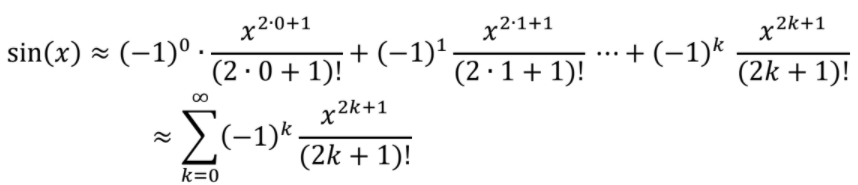 sin(x) ≈ (−1)^0 · x^{2·0+1}/(2 · 0 + 1)! + (−1)^1 x^{2·1+1}/(2 · 1 + 1)! ⋯ + (−1)^k x^{2k+1}/(2k + 1)!
≈ ∑_{k=0}^{∞} (−1)^k x^{2k+1}/(2k + 1)!